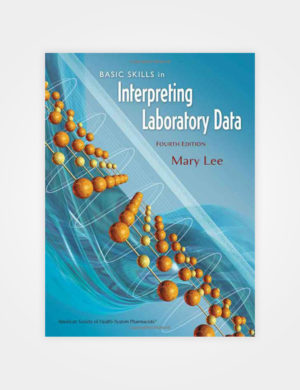 BASIC SKILLS in
Interpreting
Laboratory Data
FOURTH EDITION
Mary Lee
American Society of Health-System Pharmacists®